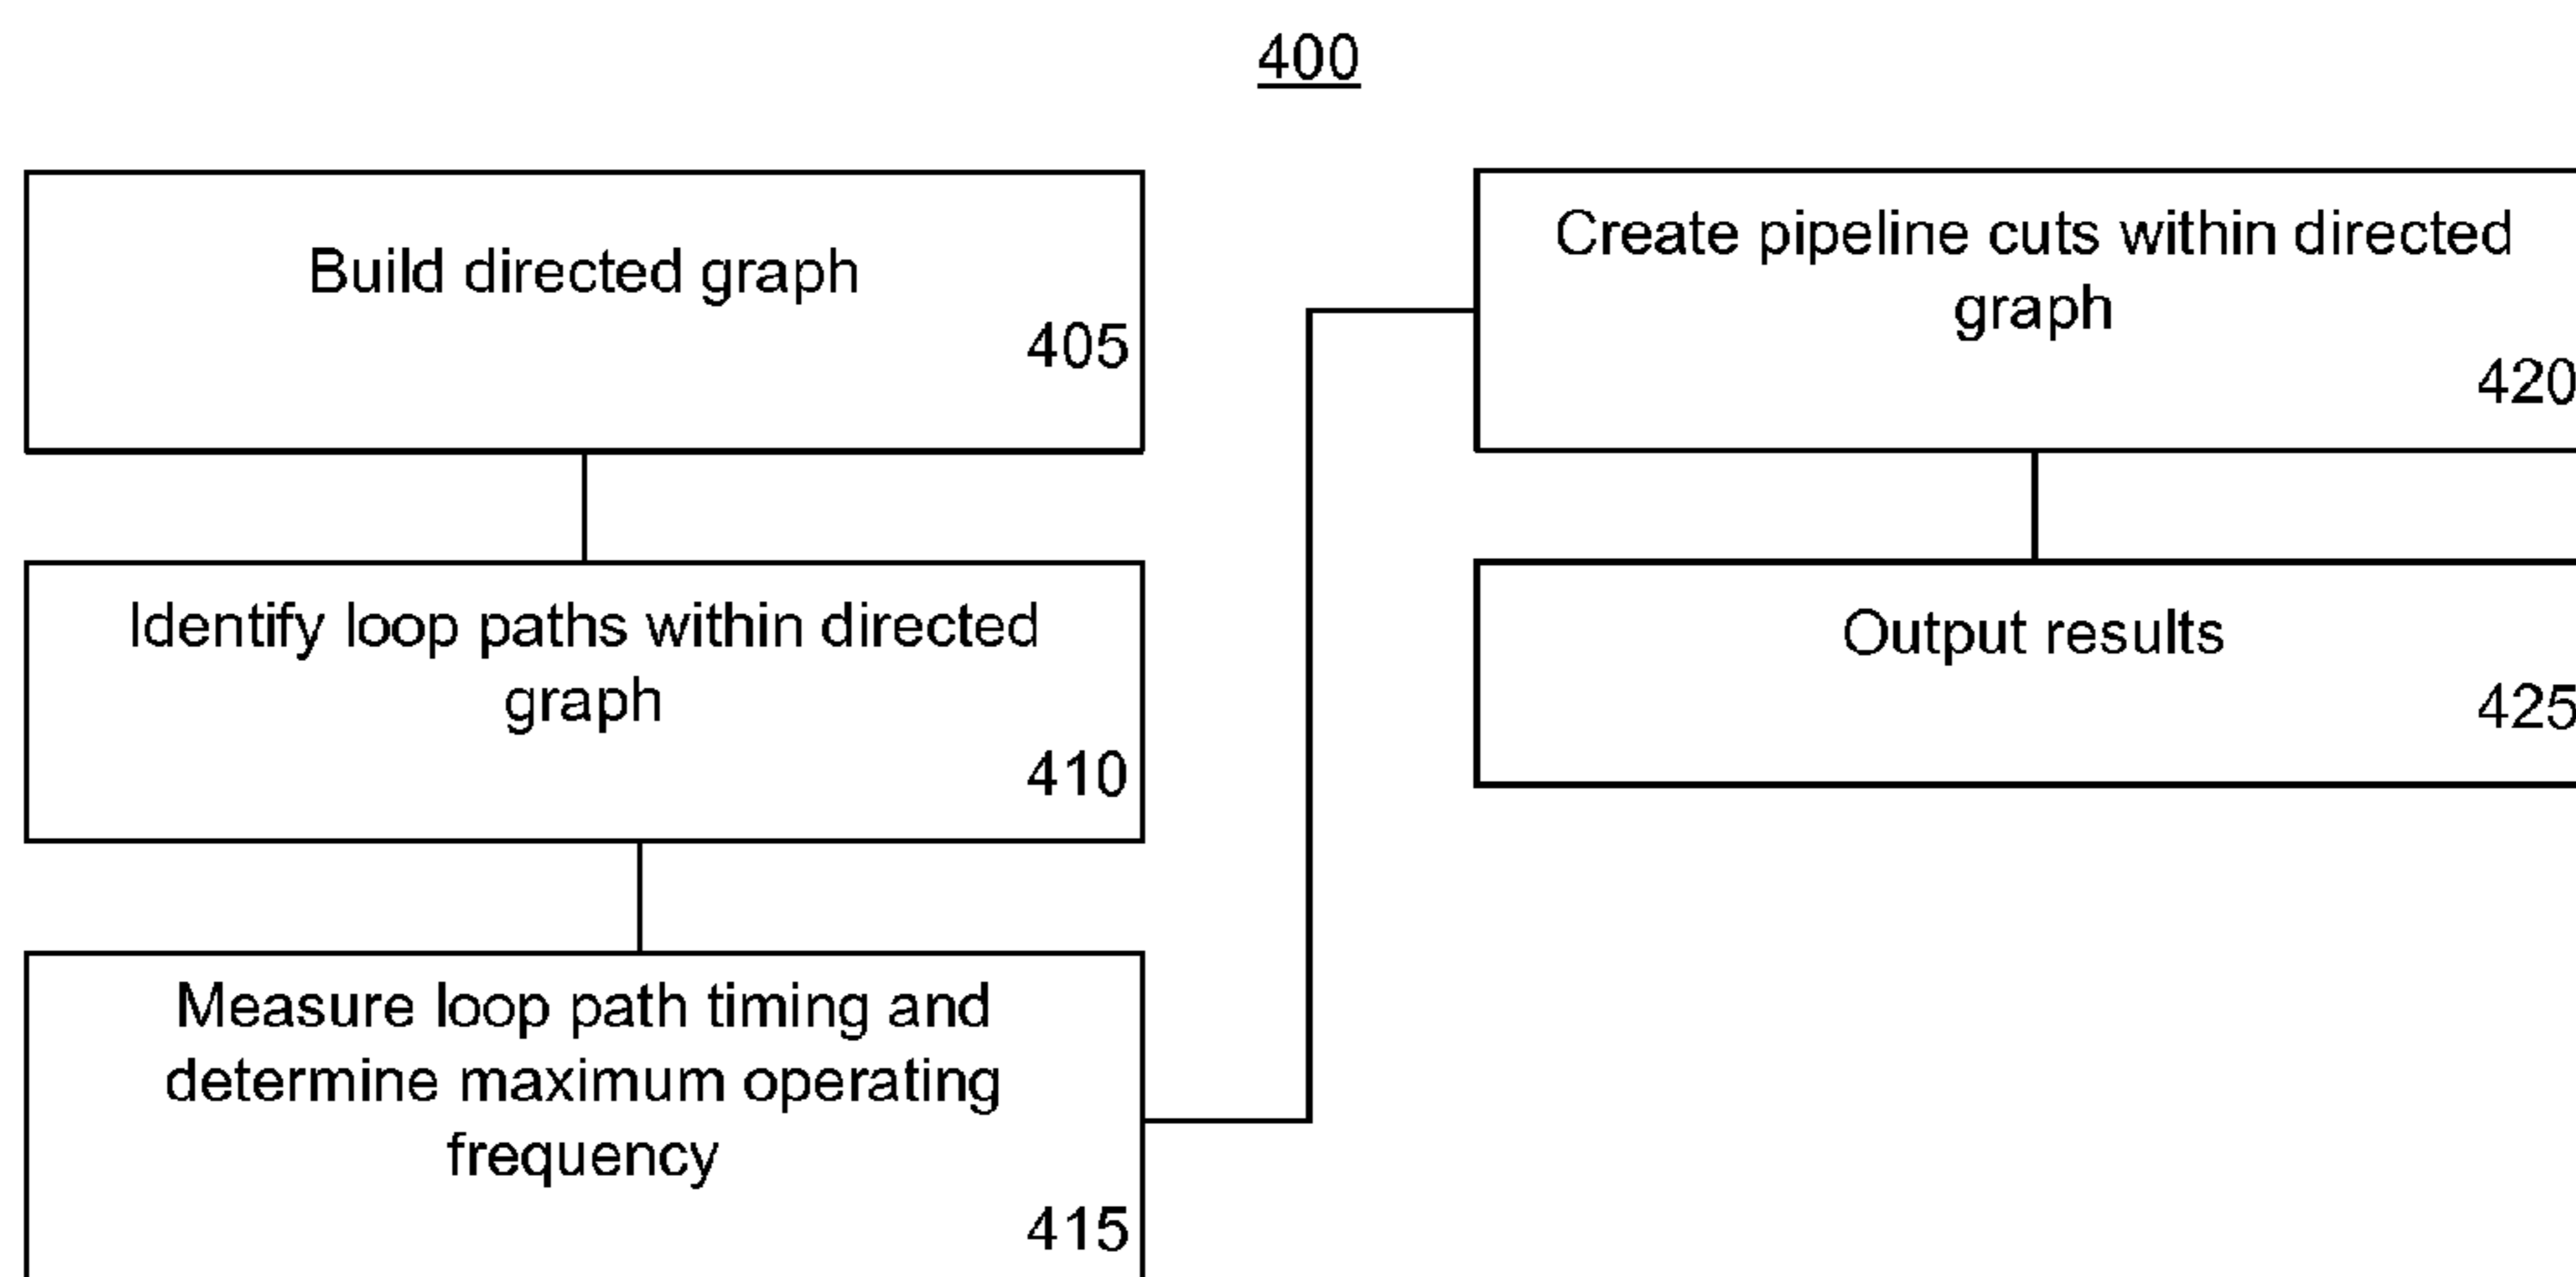 400
Build directed graph
405
Identify loop paths within directed
graph
410
Measure loop path timing and
determine maximum operating
frequency
415
Create pipeline cuts within directed
graph
420
Output results
425